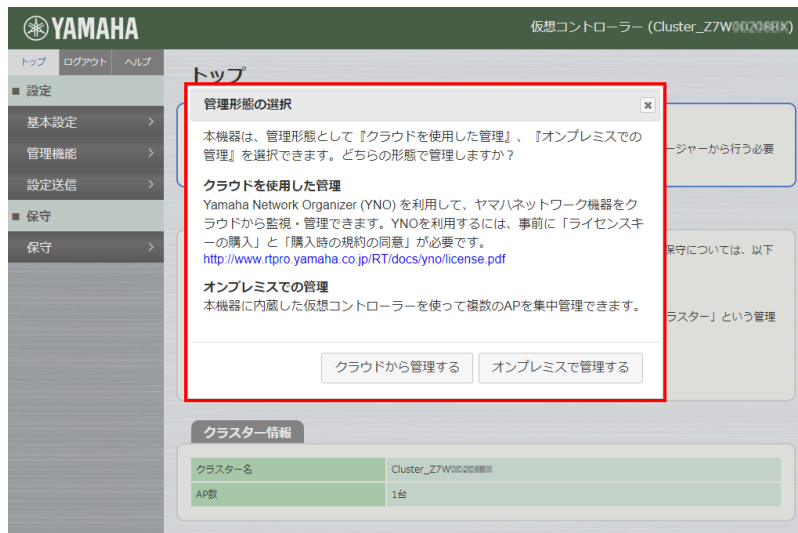 YAMAHA
仮想コントローラー (Cluster_Z7W
トップ ログアウト ヘルプ
トップ
■ 設定
基本設定
管理機能
設定送信
■ 保守
保守
管理形態の選択
本機器は、管理形態として『クラウドを使用した管理』、『オンプレミスでの
管理』を選択できます。どちらの形態で管理しますか？
クラウドを使用した管理
Yamaha Network Organizer (YNO) を利用して、ヤマハネットワーク機器をク
ラウドから監視・管理できます。YNOを利用するには、事前に「ライセンスキ
ーの購入」と「購入時の規約の同意」が必要です。
http://www.rtpro.yamaha.co.jp/RT/docs/yno/license.pdf
オンプレミスでの管理
本機器に内蔵した仮想コントローラーを使って複数のAPを集中管理できます。
クラウドから管理する オンプレミスで管理する
ージャーから行う必要
保守については、以下
ラスター」という管理
クラスター情報
クラスター名 Cluster_Z7W
AP数 1台